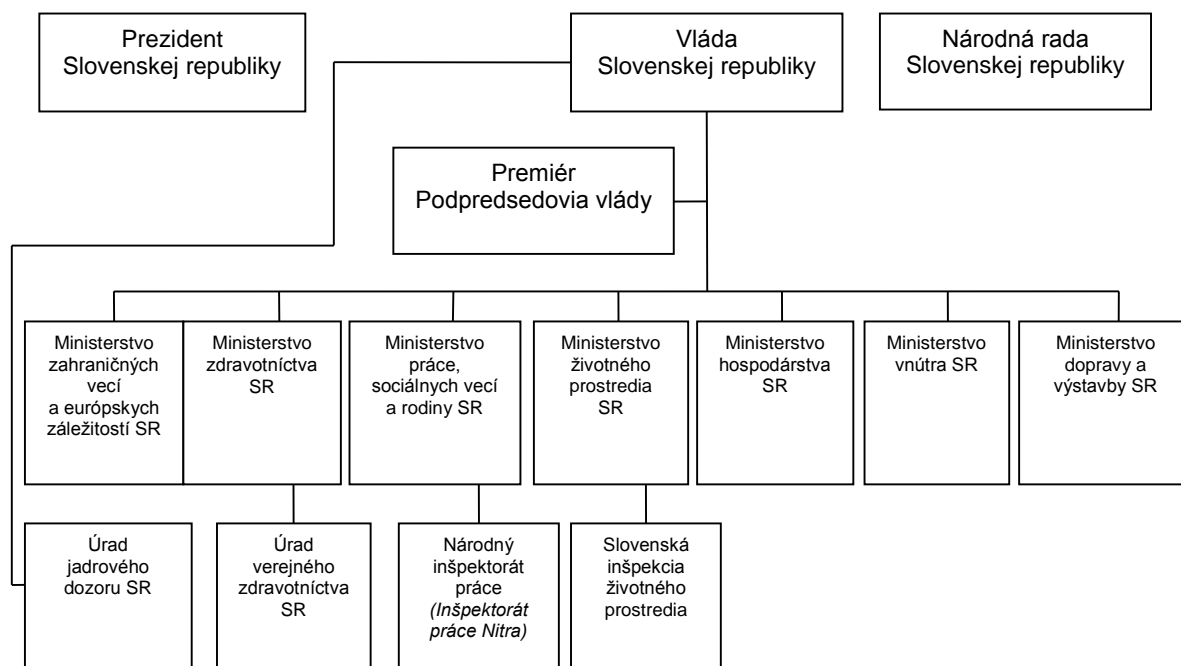 Prezident
Slovenskej republiky
Vláda
Slovenskej republiky
Národná rada
Slovenskej republiky
Premiér
Podpredsedovia vlády
Ministerstvo
zahraničných
vecí
a európskych
záležitostí SR
Ministerstvo
zdravotníctva
SR
Ministerstvo
práce,
sociálnych vecí
a rodiny SR
Ministerstvo
životného
prostredia
SR
Ministerstvo
hospodárstva
SR
Ministerstvo
vnútra SR
Ministerstvo
dopravy a
výstavby SR
Úrad
jadrového
dozoru SR
Úrad
verejného
zdravotníctva
SR
Národný
inšpektorát
práce
(Inšpektorát
práce Nitra)
Slovenská
inšpekcia
životného
prostredia